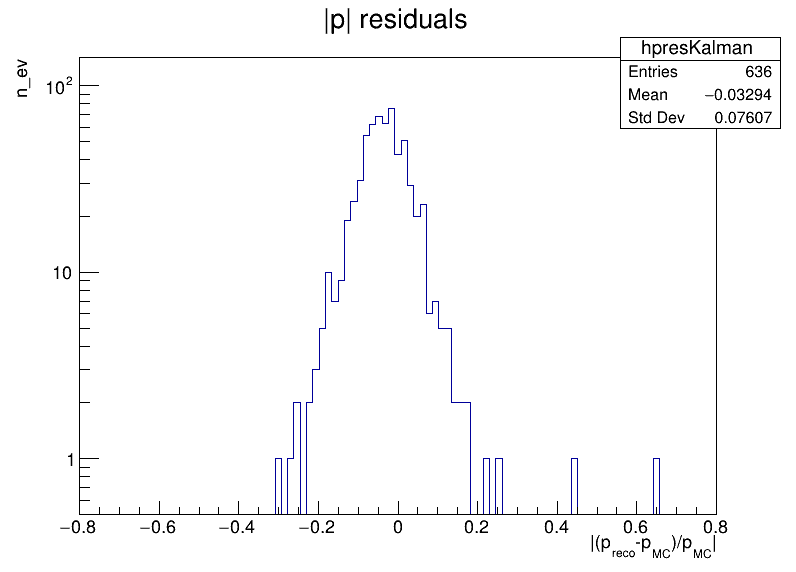 |p| residuals
hpresKalman
Entries 636
Mean −0.03294
Std Dev 0.07607
n_ev
10²
10
1
−0.8 −0.6 −0.4 −0.2 0 0.2 0.4 0.6 0.8
|(p_reco-p_MC)/p_MC|